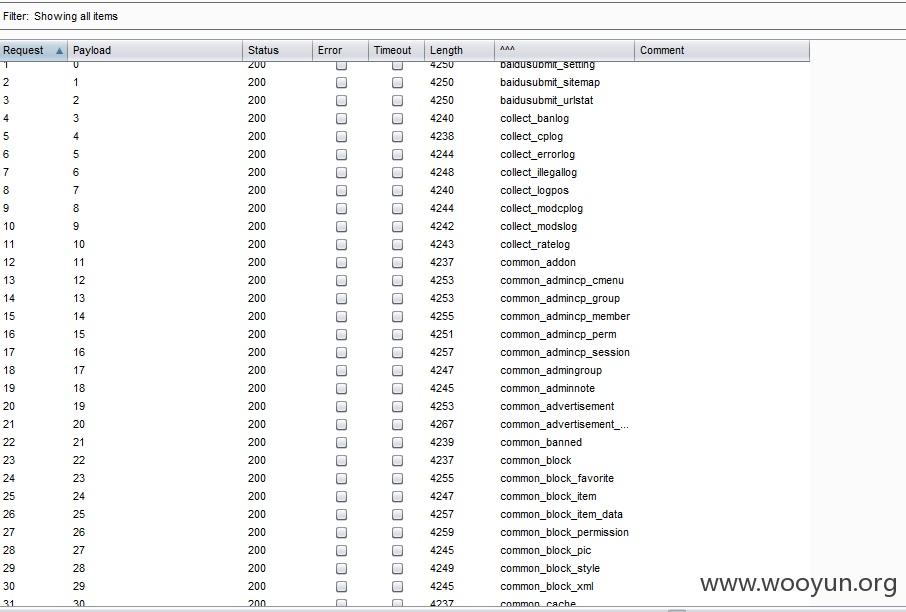 Filter: Showing all items
Request Payload Status Error Timeout Length ^^^ Comment
1 0 200 4250 baidusubmit_setting
2 1 200 4250 baidusubmit_sitemap
3 2 200 4250 baidusubmit_urlstat
4 3 200 4240 collect_banlog
5 4 200 4238 collect_cplog
6 5 200 4244 collect_errorlog
7 6 200 4248 collect_illegallog
8 7 200 4240 collect_logpos
9 8 200 4244 collect_modcplog
10 9 200 4242 collect_modslog
11 10 200 4243 collect_ratelog
12 11 200 4237 common_addon
13 12 200 4253 common_admincp_cmenu
14 13 200 4253 common_admincp_group
15 14 200 4255 common_admincp_member
16 15 200 4251 common_admincp_perm
17 16 200 4257 common_admincp_session
18 17 200 4247 common_admingroup
19 18 200 4245 common_adminnote
20 19 200 4253 common_advertisement
21 20 200 4267 common_advertisement_...
22 21 200 4239 common_banned
23 22 200 4237 common_block
24 23 200 4255 common_block_favorite
25 24 200 4247 common_block_item
26 25 200 4257 common_block_item_data
27 26 200 4259 common_block_permission
28 27 200 4245 common_block_pic
29 28 200 4249 common_block_style
30 29 200 4245 common_block_xml
31 30 200 4237 common_cache
www.wooyun.org